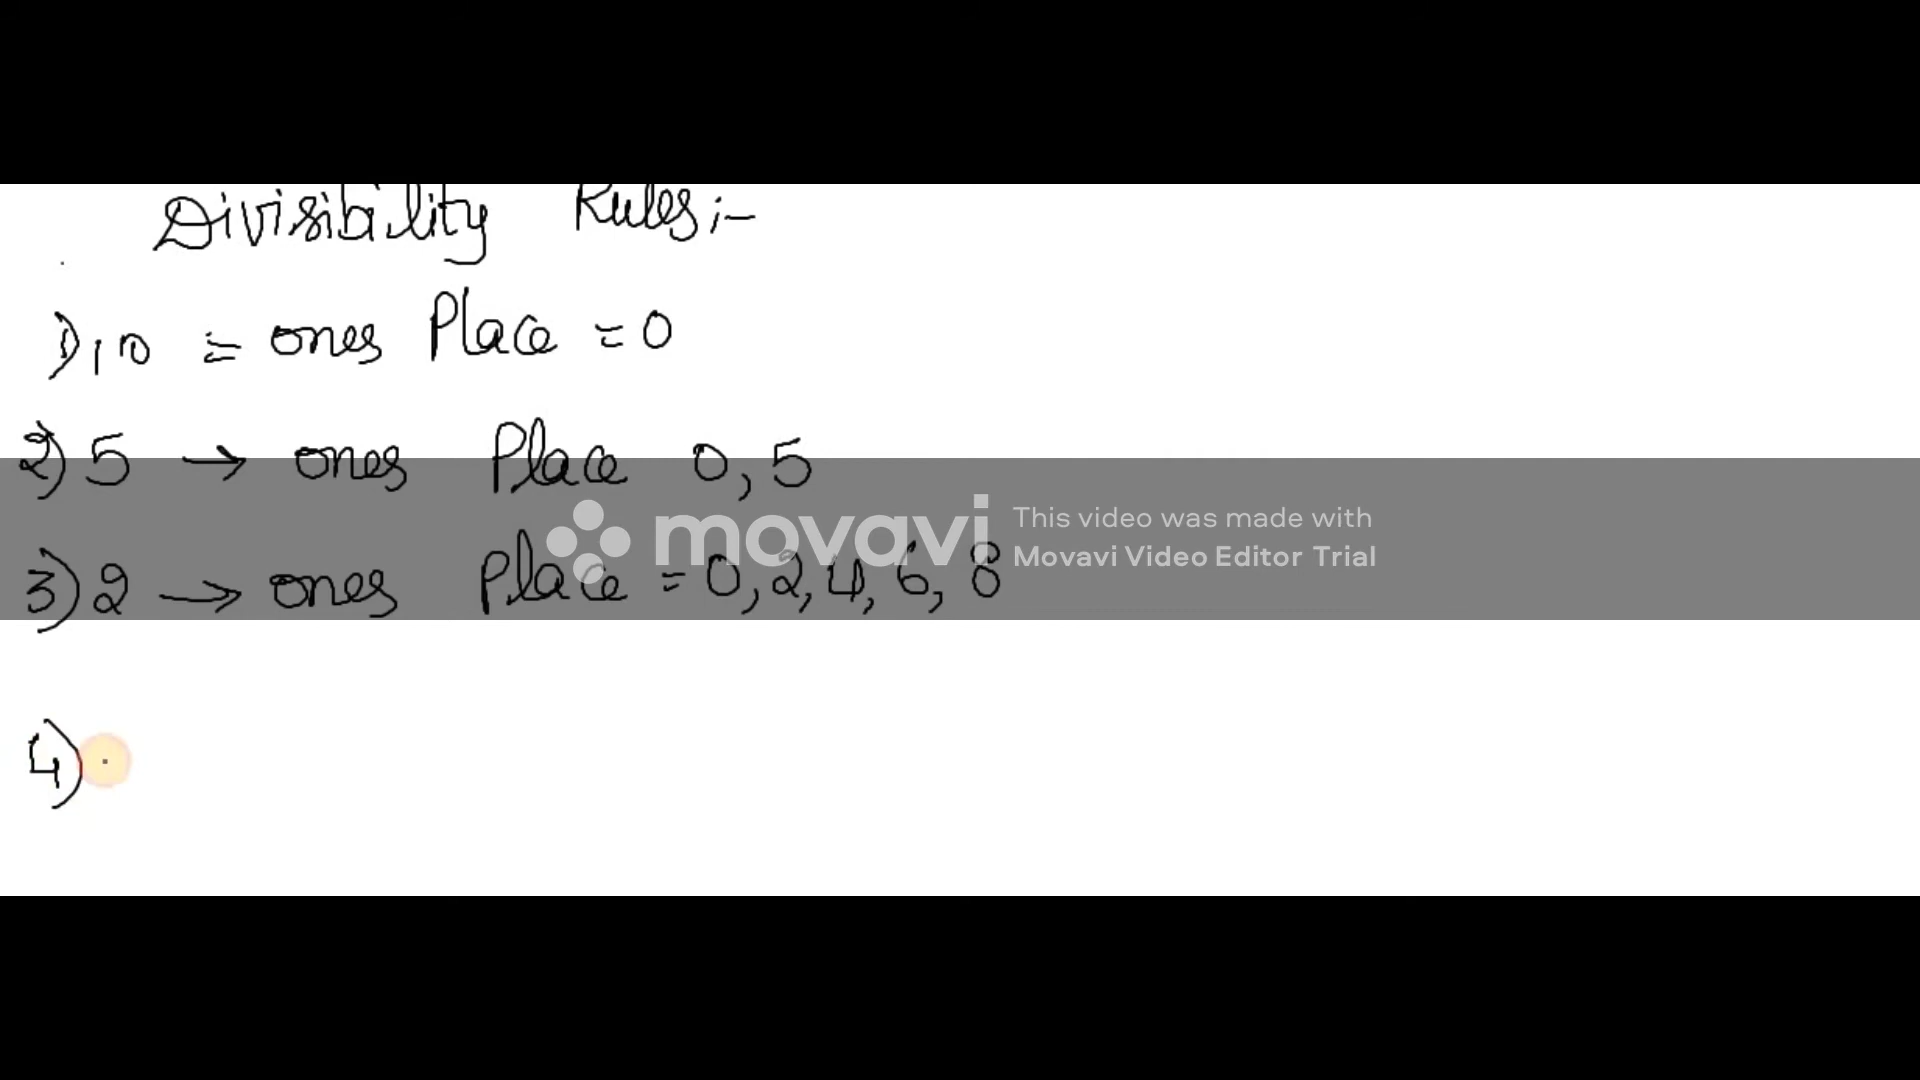 Divisibility Rules :-
1) 10 = ones Place = 0
2) 5 → ones Place 0, 5
movavi
This video was made with
Movavi Video Editor Trial
3) 2 → ones Place = 0, 2, 4, 6, 8
4)